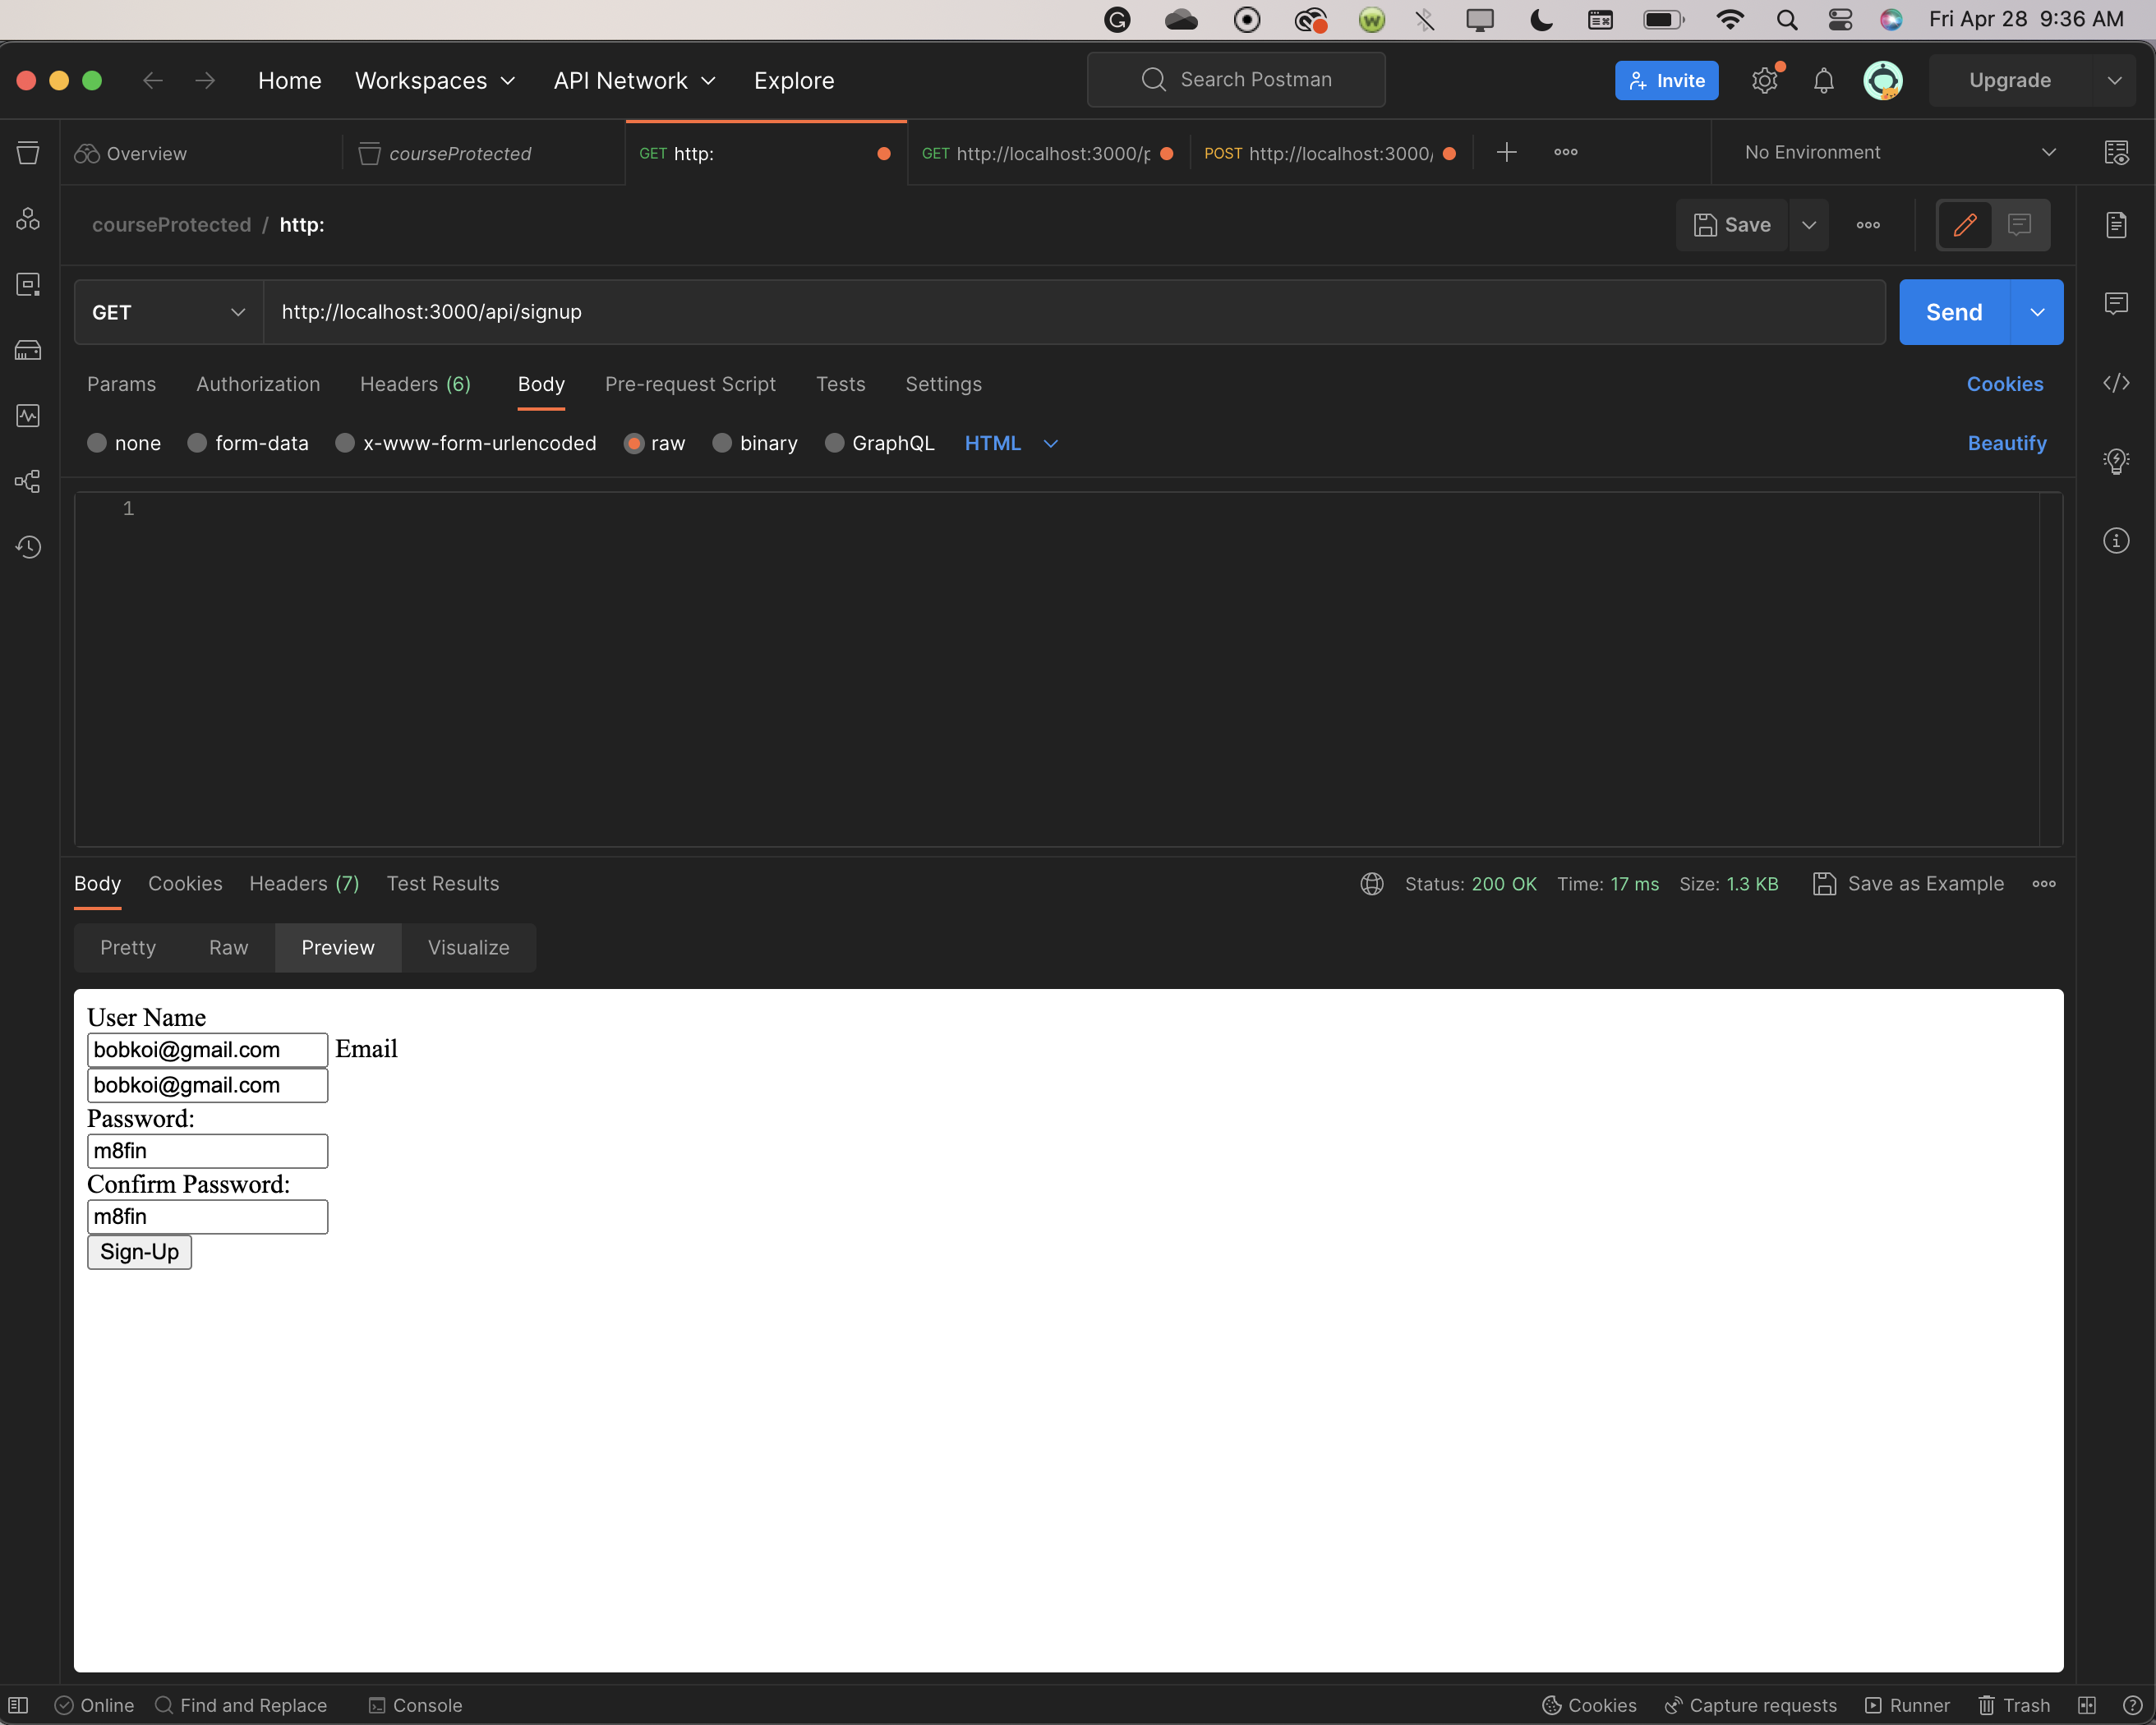 Fri Apr 28 9:36 AM
Home Workspaces API Network Explore Search Postman Invite Upgrade
Overview courseProtected GET http: GET http://localhost:3000/p POST http://localhost:3000/ No Environment
courseProtected / http: Save
GET http://localhost:3000/api/signup Send
Params Authorization Headers (6) Body Pre-request Script Tests Settings Cookies
none form-data x-www-form-urlencoded raw binary GraphQL HTML Beautify
1
Body Cookies Headers (7) Test Results Status: 200 OK Time: 17 ms Size: 1.3 KB Save as Example
Pretty Raw Preview Visualize
User Name
bobkoi@gmail.com Email
bobkoi@gmail.com
Password:
m8fin
Confirm Password:
m8fin
Sign-Up
Online Find and Replace Console Cookies Capture requests Runner Trash